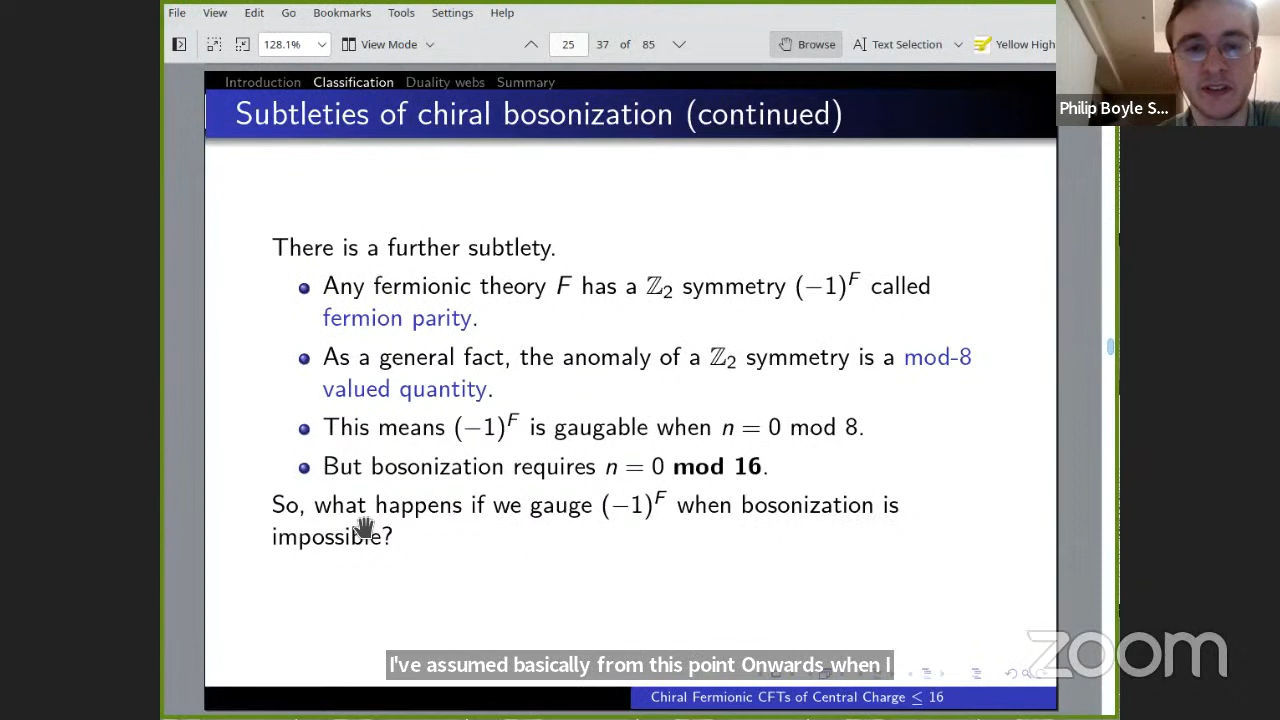 File View Edit Go Bookmarks Tools Settings Help
128.1% View Mode 25 37 of 85 Browse Text Selection Yellow High
Philip Boyle S...
Introduction Classification Duality webs Summary
Subtleties of chiral bosonization (continued)
There is a further subtlety.
Any fermionic theory F has a ℤ₂ symmetry (−1)^F called
fermion parity.
As a general fact, the anomaly of a ℤ₂ symmetry is a mod-8
valued quantity.
This means (−1)^F is gaugable when n = 0 mod 8.
But bosonization requires n = 0 mod 16.
So, what happens if we gauge (−1)^F when bosonization is
impossible?
I've assumed basically from this point Onwards when I
zoom
Chiral Fermionic CFTs of Central Charge ≤ 16